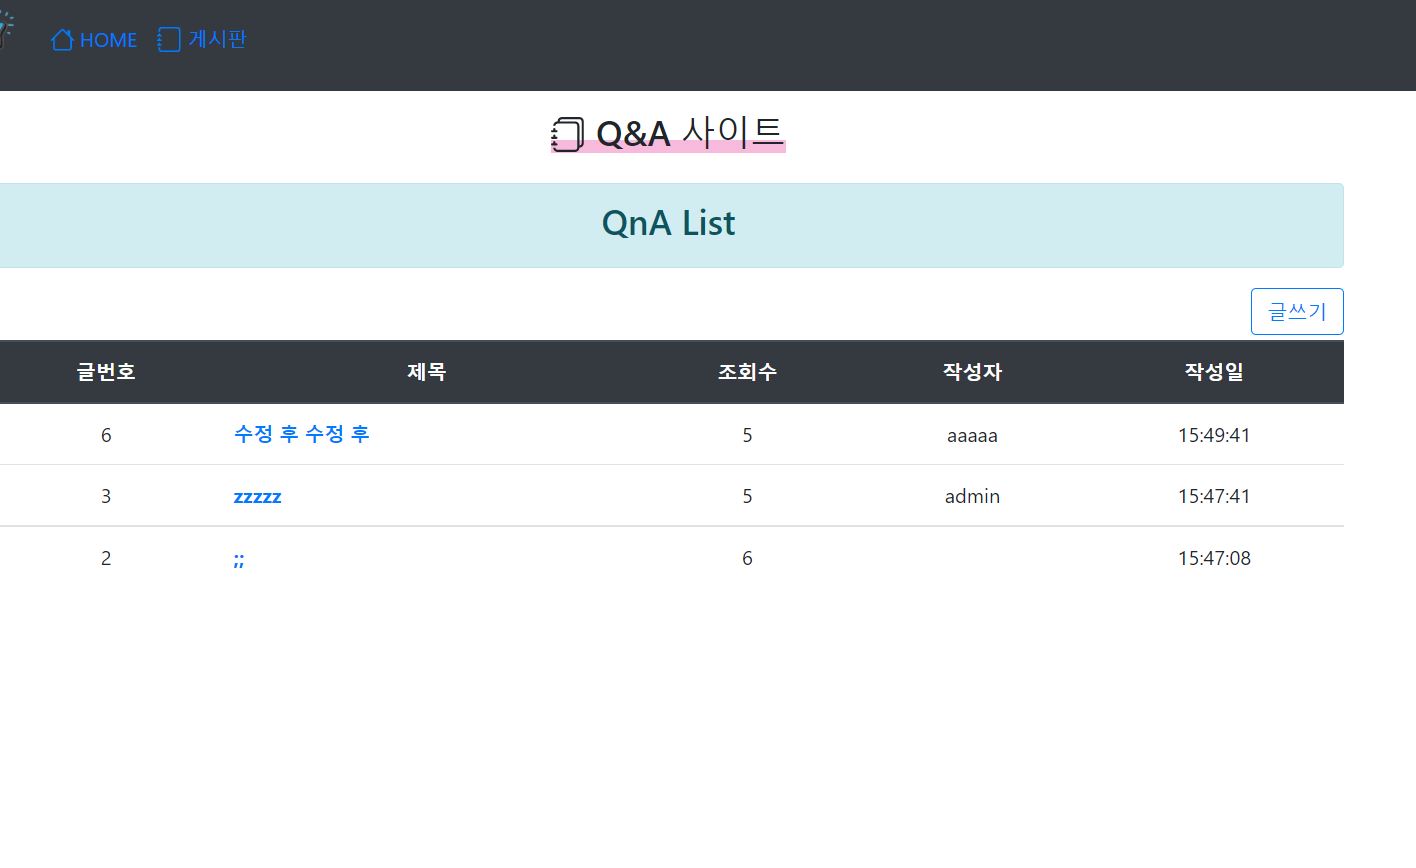 HOME 게시판
Q&A 사이트
QnA List
글쓰기
글번호 제목 조회수 작성자 작성일
6 수정 후 수정 후 5 aaaaa 15:49:41
3 zzzzz 5 admin 15:47:41
2 ;; 6 15:47:08